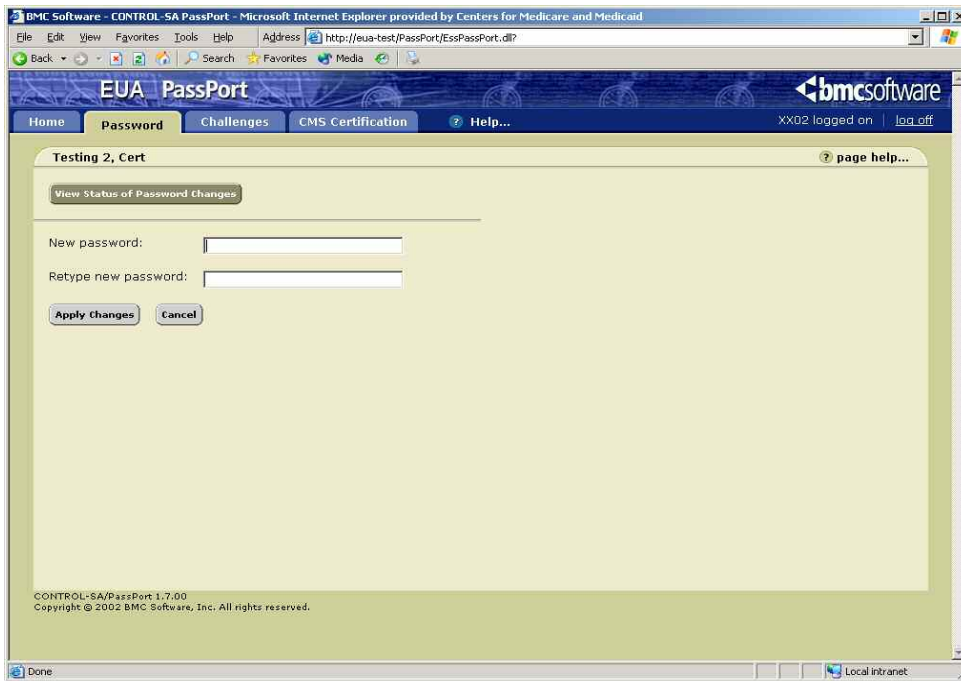 BMC Software - CONTROL-SA PassPort - Microsoft Internet Explorer provided by Centers for Medicare and Medicaid
File Edit View Favorites Tools Help Address http://eua-test/PassPort/EssPassPort.dll?
Back Search Favorites Media
EUA PassPort bmcsoftware
Home Password Challenges CMS Certification ? Help... XX02 logged on | log off
Testing 2, Cert ? page help...
View Status of Password Changes
New password:
Retype new password:
Apply Changes Cancel
CONTROL-SA/PassPort 1.7.00
Copyright © 2002 BMC Software, Inc. All rights reserved.
Done Local intranet